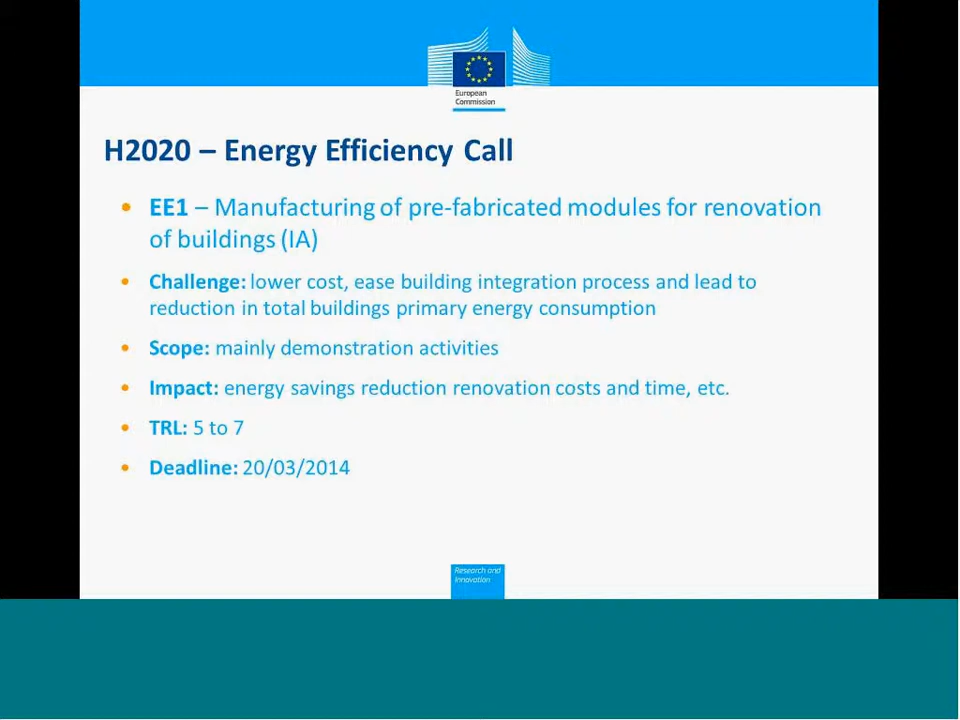 European
Commission
H2020 – Energy Efficiency Call
• EE1 – Manufacturing of pre-fabricated modules for renovation
of buildings (IA)
• Challenge: lower cost, ease building integration process and lead to
reduction in total buildings primary energy consumption
• Scope: mainly demonstration activities
• Impact: energy savings reduction renovation costs and time, etc.
• TRL: 5 to 7
• Deadline: 20/03/2014
Research and
Innovation